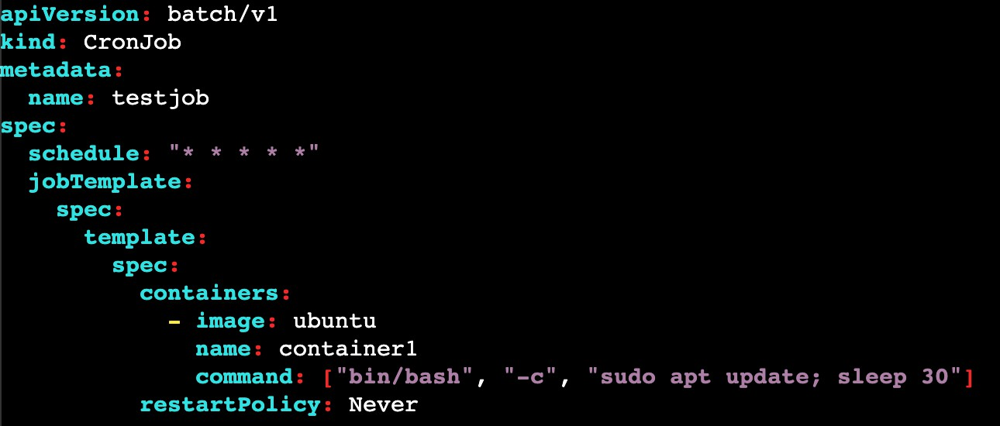 apiVersion: batch/v1
kind: CronJob
metadata:
  name: testjob
spec:
  schedule: "* * * * *"
  jobTemplate:
    spec:
      template:
        spec:
          containers:
            - image: ubuntu
              name: container1
              command: ["bin/bash", "-c", "sudo apt update; sleep 30"]
          restartPolicy: Never